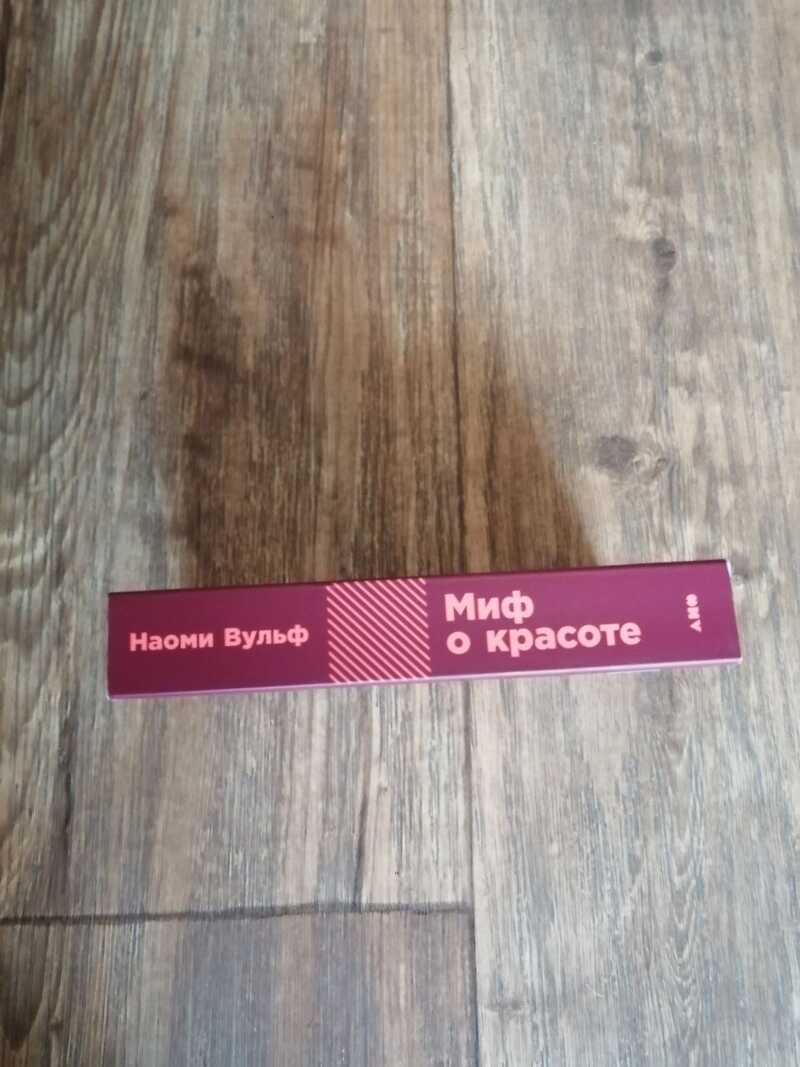 Наоми Вульф
Миф
о красоте